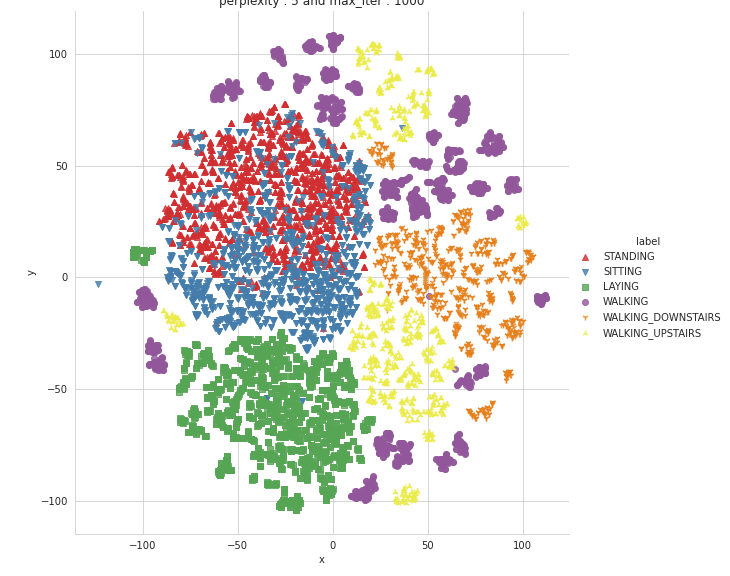 perplexity : 5 and max_iter : 1000
100
50
0
−50
−100
y
−100
−50
0
50
100
x
label
STANDING
SITTING
LAYING
WALKING
WALKING_DOWNSTAIRS
WALKING_UPSTAIRS